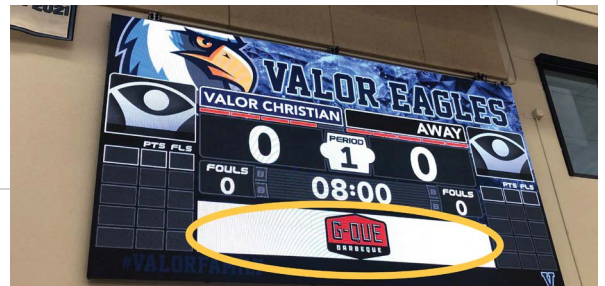 2021
VALOR EAGLES
VALOR CHRISTIAN
AWAY
0
PERIOD
1
0
PTS FLS
FOULS
0
B
B
08:00
B
B
FOULS
0
PTS FLS
G-QUE
BARBEQUE
#VALORFAMILY
V